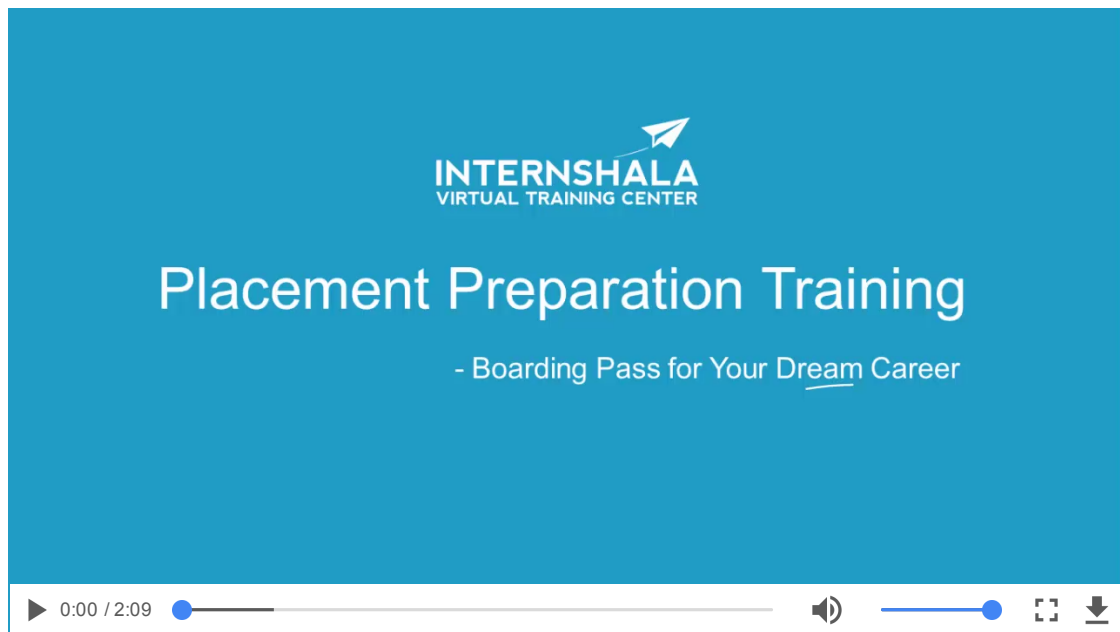 INTERNSHALA
VIRTUAL TRAINING CENTER
Placement Preparation Training
- Boarding Pass for Your Dream Career
0:00 / 2:09